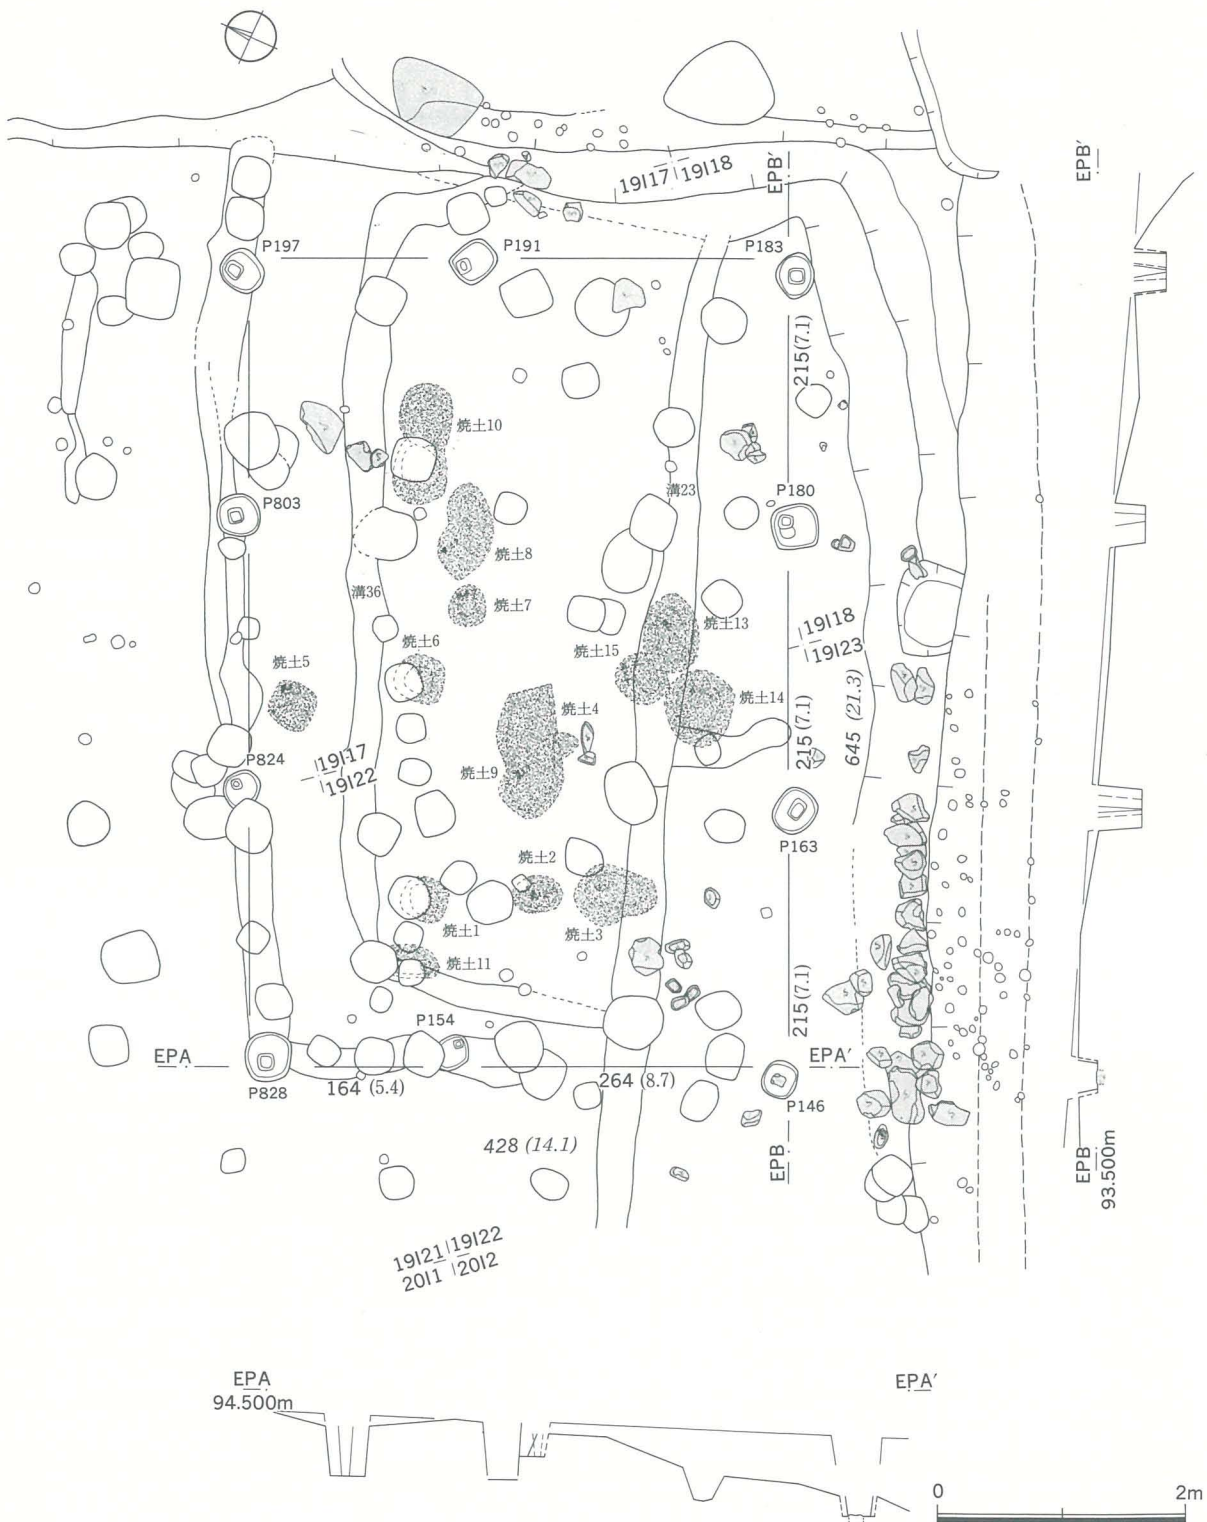 19I17 19I18
EPB′
EPB′
P197
P191
P183
215(7.1)
焼土10
P803
溝23
P180
焼土8
溝36
焼土7
焼土13
19I18
19I23
焼土6
焼土15
焼土5
焼土14
焼土4
215(7.1)
645 (21.3)
P824
19I17
19I22
焼土9
P163
焼土2
焼土1
焼土3
焼土11
215(7.1)
P154
EPA
EPA′
P828
164 (5.4)
264 (8.7)
P146
428 (14.1)
EPB
EPB
93.500m
19I21 19I22
20I1 20I2
EPA
94.500m
EPA′
0 2m